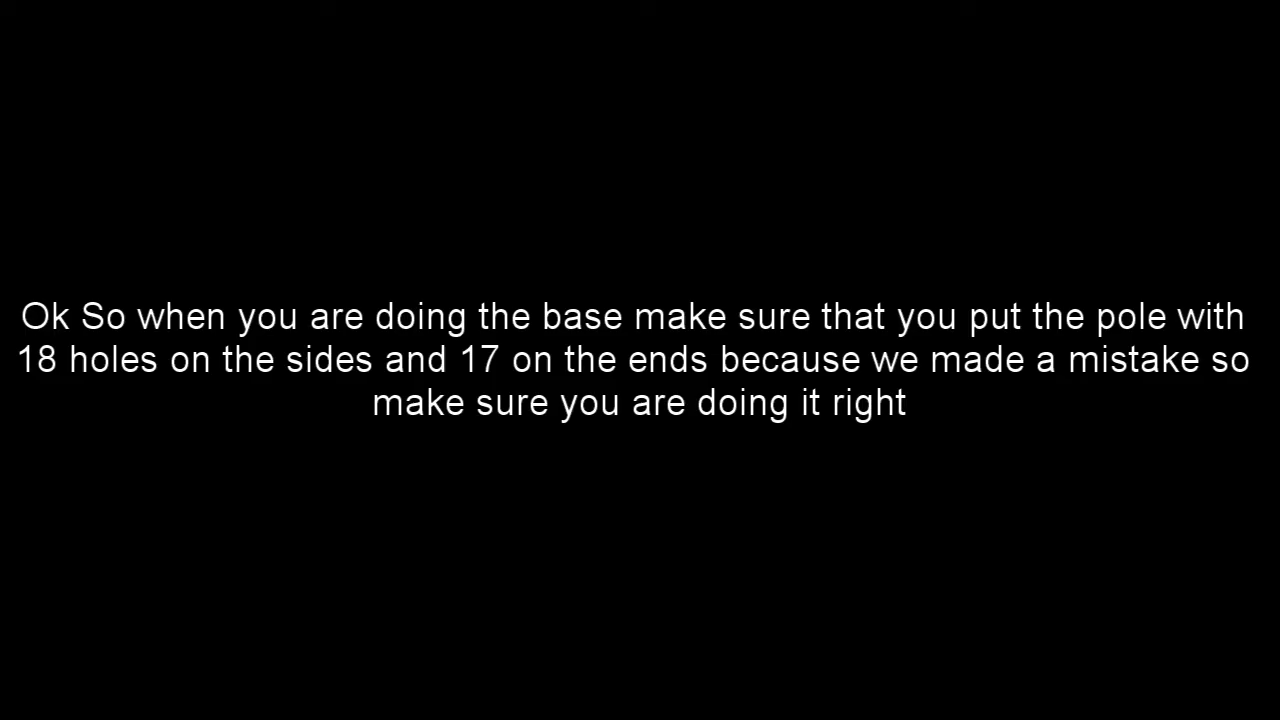 Ok So when you are doing the base make sure that you put the pole with
18 holes on the sides and 17 on the ends because we made a mistake so
make sure you are doing it right